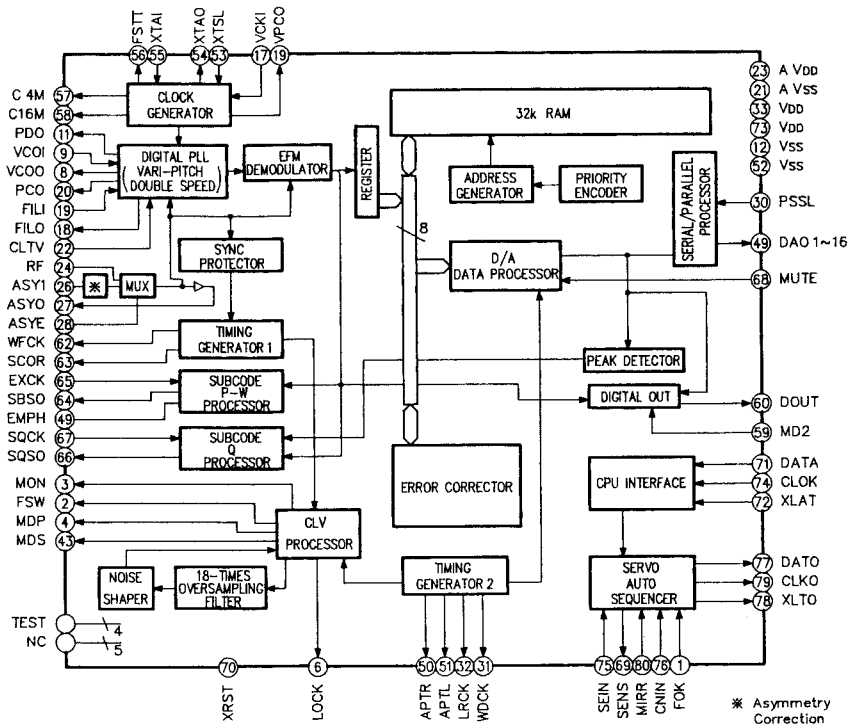 FSTT
XTAI
XTAO
XTSL
VCKI
VPCO
56
55
54
53
17
19
C 4M 57
C16M 58
PDO 11
VCOI 9
VCOO 8
PCO 20
FILI 19
FILO 18
CLTV 22
RF 24
ASY1 26
ASYO 27
ASYE 28
WFCK 62
SCOR 63
EXCK 65
SBSO 64
EMPH 49
SQCK 67
SQSO 66
MON 3
FSW 2
MDP 4
MDS 43
TEST 4
NC 5
CLOCK
GENERATOR
DIGITAL PLL
VARI-PITCH
(DOUBLE SPEED)
EFM
DEMODULATOR
REGISTER
32k RAM
ADDRESS
GENERATOR
PRIORITY
ENCODER
SERIAL/PARALLEL
PROCESSOR
8
SYNC
PROTECTOR
D/A
DATA PROCESSOR
※
MUX
TIMING
GENERATOR 1
PEAK DETECTOR
SUBCODE
P-W
PROCESSOR
DIGITAL OUT
SUBCODE
Q
PROCESSOR
ERROR CORRECTOR
CPU INTERFACE
CLV
PROCESSOR
NOISE
SHAPER
18-TIMES
OVERSAMPLING
FILTER
TIMING
GENERATOR 2
SERVO
AUTO
SEQUENCER
23 A VDD
21 A VSS
33 VDD
73 VDD
12 VSS
52 VSS
30 PSSL
49 DAO 1~16
68 MUTE
60 DOUT
59 MD2
71 DATA
74 CLOK
72 XLAT
77 DATO
79 CLKO
78 XLTO
70
6
50
51
32
31
75
69
80
76
1
XRST
LOCK
APTR
APTL
LRCK
WDCK
SEIN
SENS
MIRR
CNIN
FOK
※ Asymmetry
Correction